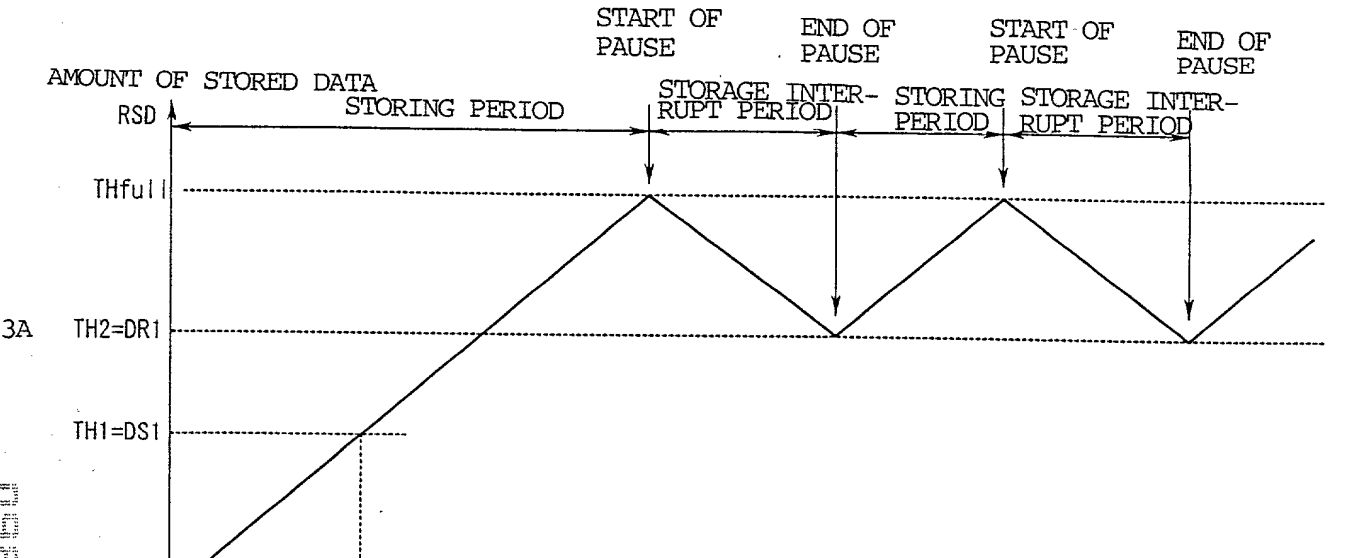 START OF
PAUSE
END OF
PAUSE
START OF
PAUSE
END OF
PAUSE
AMOUNT OF STORED DATA
RSD
STORING PERIOD
STORAGE INTER-
RUPT PERIOD
STORING
PERIOD
STORAGE INTER-
RUPT PERIOD
THfull
3A
TH2=DR1
TH1=DS1